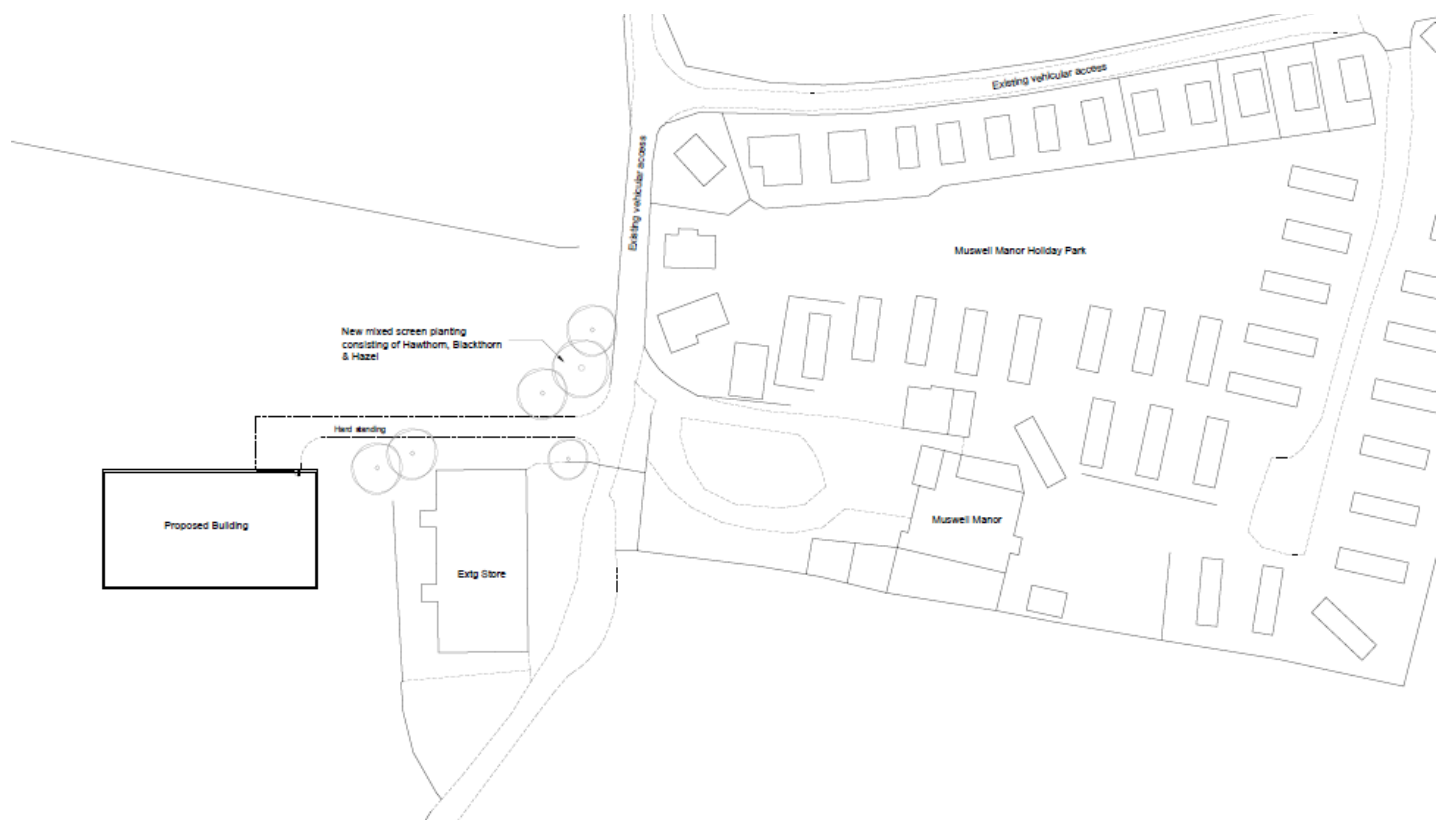 Existing vehicular access
Existing vehicular access
Muswell Manor Holiday Park
New mixed screen planting
consisting of Hawthorn, Blackthorn
& Hazel
Hard standing
Proposed Building
Muswell Manor
Extg Store